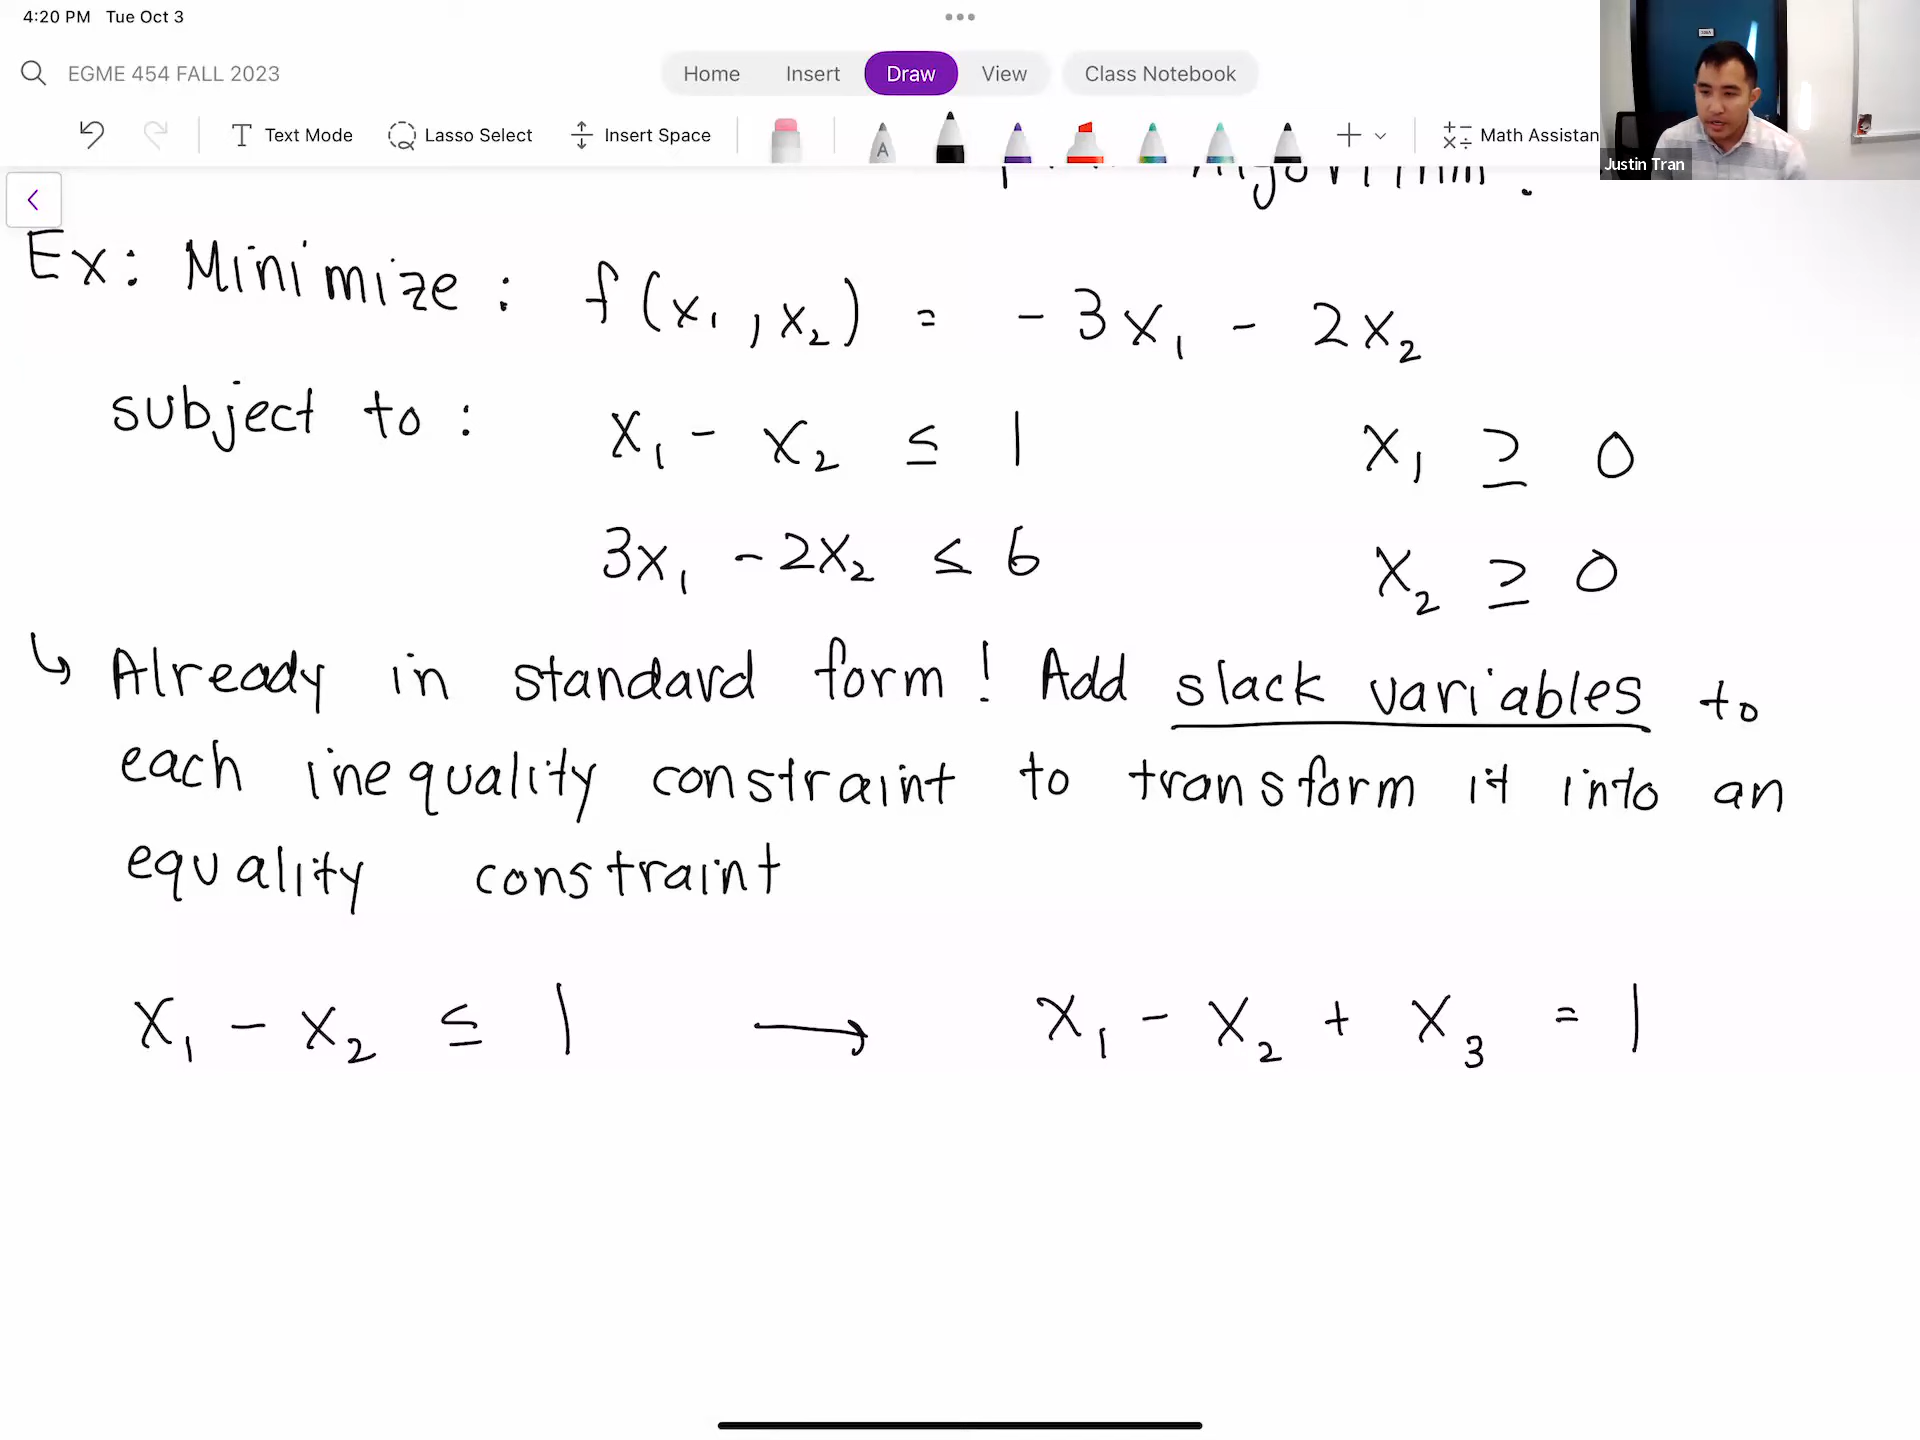 4:20 PM Tue Oct 3
EGME 454 FALL 2023
Home Insert Draw View Class Notebook
Text Mode Lasso Select Insert Space A Math Assistan
Justin Tran
Algorithm.
Ex: Minimize: f(x₁, x₂) = -3x₁ - 2x₂
subject to: x₁ - x₂ ≤ 1 x₁ ≥ 0
3x₁ - 2x₂ ≤ 6 x₂ ≥ 0
↳ Already in standard form! Add slack variables to
each inequality constraint to transform it into an
equality constraint
x₁ - x₂ ≤ 1 → x₁ - x₂ + x₃ = 1